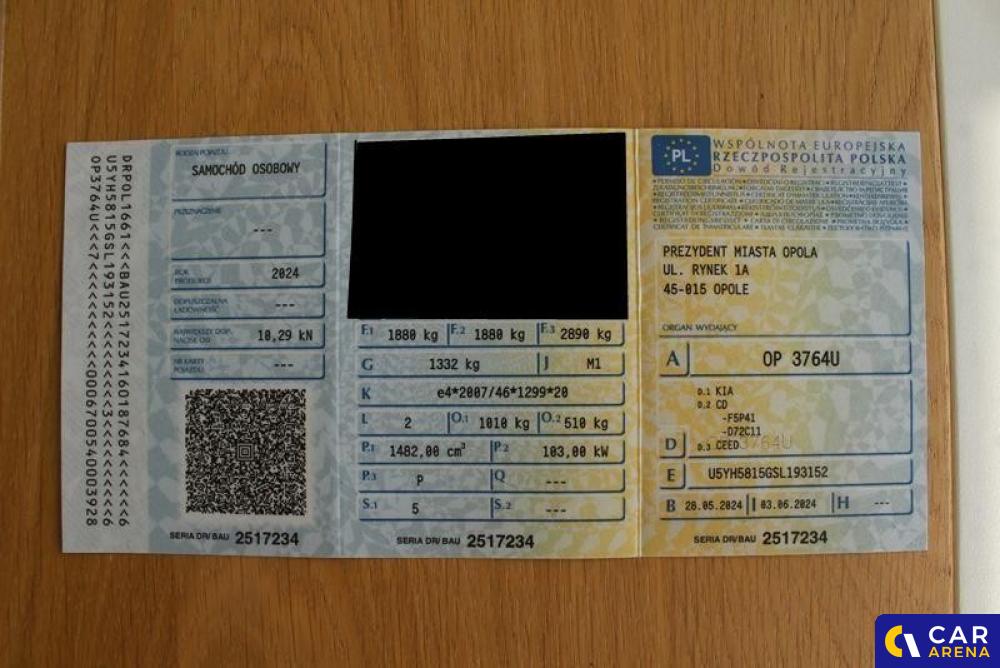 DRPOL1661<<BAU2517234160187684<<<<<<6
U5YH5815GSL193152<<<<<<<<3<<<<<<<<<<6
OP3764U<<<7<<<<<<<<<<<000670054000З928
RODZAJ POJAZDU
SAMOCHÓD OSOBOWY
PRZEZNACZENIE
---
ROK PRODUKCJI 2024
DOPUSZCZALNA ŁADOWNOŚĆ ---
NAJWIĘKSZY DOP. NACISK OSI 10,29 kN
NR KARTY POJAZDU ---
SERIA DR/BAU 2517234
F.1 1880 kg F.2 1880 kg F.3 2890 kg
G 1332 kg J M1
K e4*2007/46*1299*20
L 2 O.1 1010 kg O.2 510 kg
P.1 1482,00 cm³ P.2 103,00 kW
P.3 P Q ---
S.1 5 S.2 ---
SERIA DR/BAU 2517234
PL
WSPÓLNOTA EUROPEJSKA
RZECZPOSPOLITA POLSKA
Dowód Rejestracyjny
PREZYDENT MIASTA OPOLA
UL. RYNEK 1A
45-015 OPOLE
ORGAN WYDAJĄCY
A OP 3764U
D.1 KIA
D.2 CD
-F5P41
-D72C11
D D.3 CEED
E U5YH5815GSL193152
B 28.05.2024 I 03.06.2024 H ---
SERIA DR/BAU 2517234
CAR
ARENA